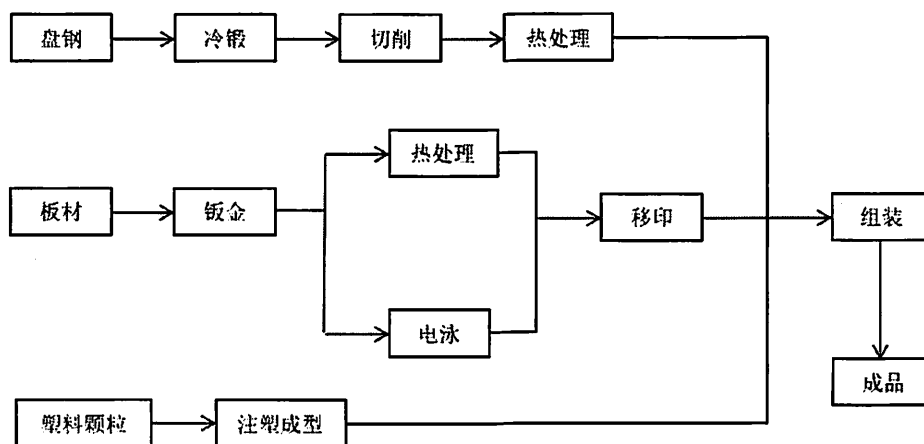 盘钢
冷锻
切削
热处理
热处理
板材
钣金
移印
组装
电泳
成品
塑料颗粒
注塑成型